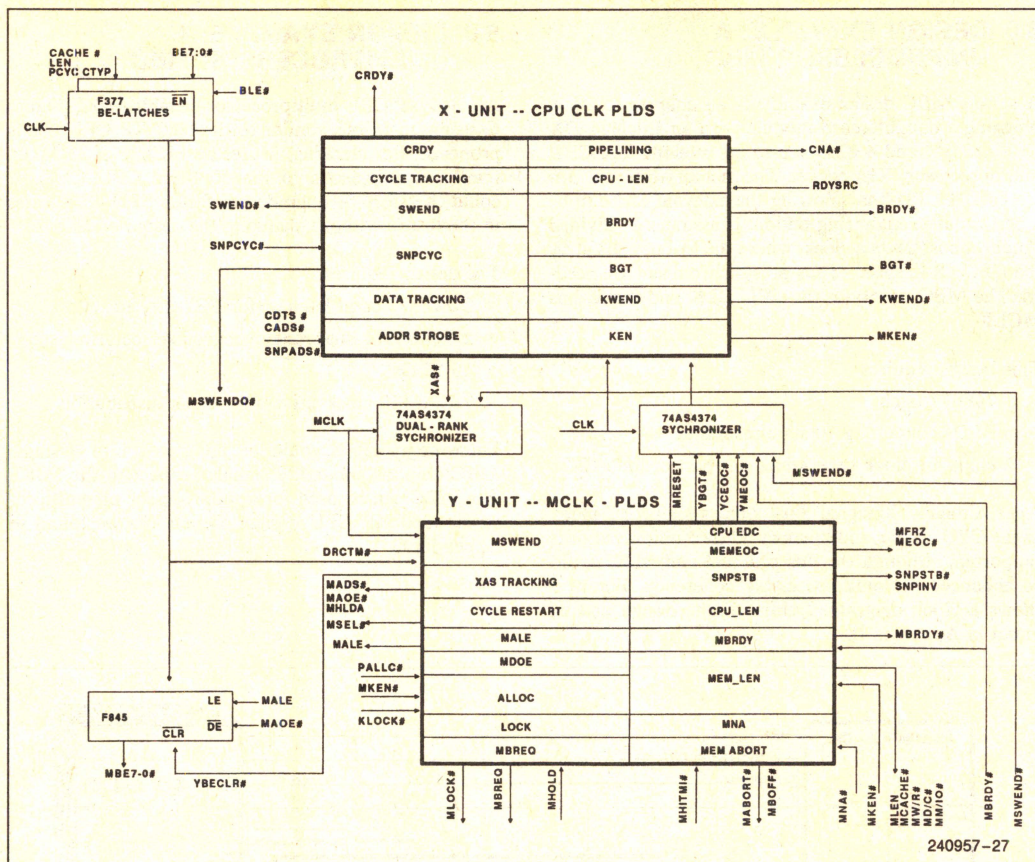 CACHE #
LEN
PCYC CTYP
BE7:0#
F377
BE-LATCHES
EN
BLE#
CLK
CRDY#
X - UNIT -- CPU CLK PLDS
CRDY
PIPELINING
CNA#
CYCLE TRACKING
CPU - LEN
RDYSRC
SWEND#
SWEND
BRDY
BRDY#
SNPCYC#
SNPCYC
BGT
BGT#
DATA TRACKING
KWEND
KWEND#
CDTS #
CADS#
SNPADS#
ADDR STROBE
KEN
MKEN#
MSWENDO#
XAS#
MCLK
74AS4374
DUAL - RANK
SYCHRONIZER
CLK
74AS4374
SYCHRONIZER
MSWEND#
MRESET
YBGT#
YCEOC#
YMEOC#
Y - UNIT -- MCLK - PLDS
MSWEND
CPU EDC
MEMEOC
MFRZ
MEOC#
DRCTM#
XAS TRACKING
SNPSTB
SNPSTB#
SNPINV
MADS#
MAOE#
MHLDA
CYCLE RESTART
CPU_LEN
MSEL#
MALE
MALE
MBRDY
MBRDY#
MDOE
MEM_LEN
PALLC#
MKEN#
ALLOC
KLOCK#
LOCK
MNA
MBREQ
MEM ABORT
F845
LE
MALE
DE
MAOE#
CLR
MBE7-0#
YBECLR#
MLOCK#
MBREQ
MHOLD
MHITMI#
MABORT#
MBOFF#
MNA#
MKEN#
MLEN
MCACHE#
MW/R#
MD/C#
MM/IO#
MBRDY#
MSWEND#
240957-27